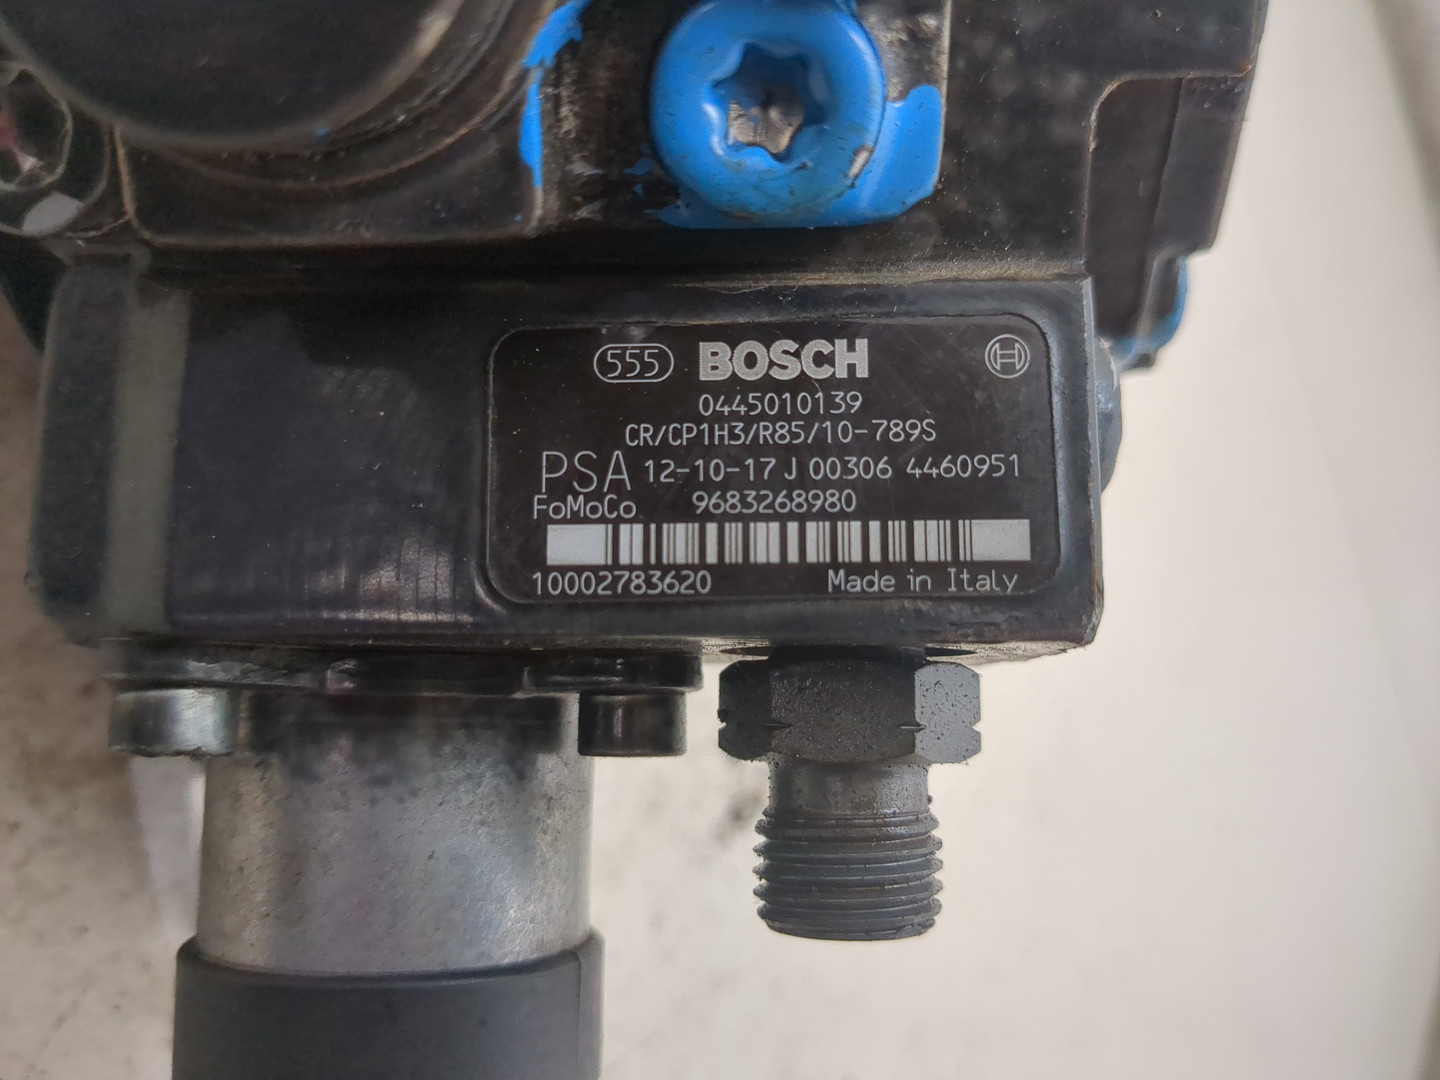 555 BOSCH
0445010139
CR/CP1H3/R85/10-789S
PSA 12-10-17 J 00306 4460951
FoMoCo 9683268980
10002783620 Made in Italy